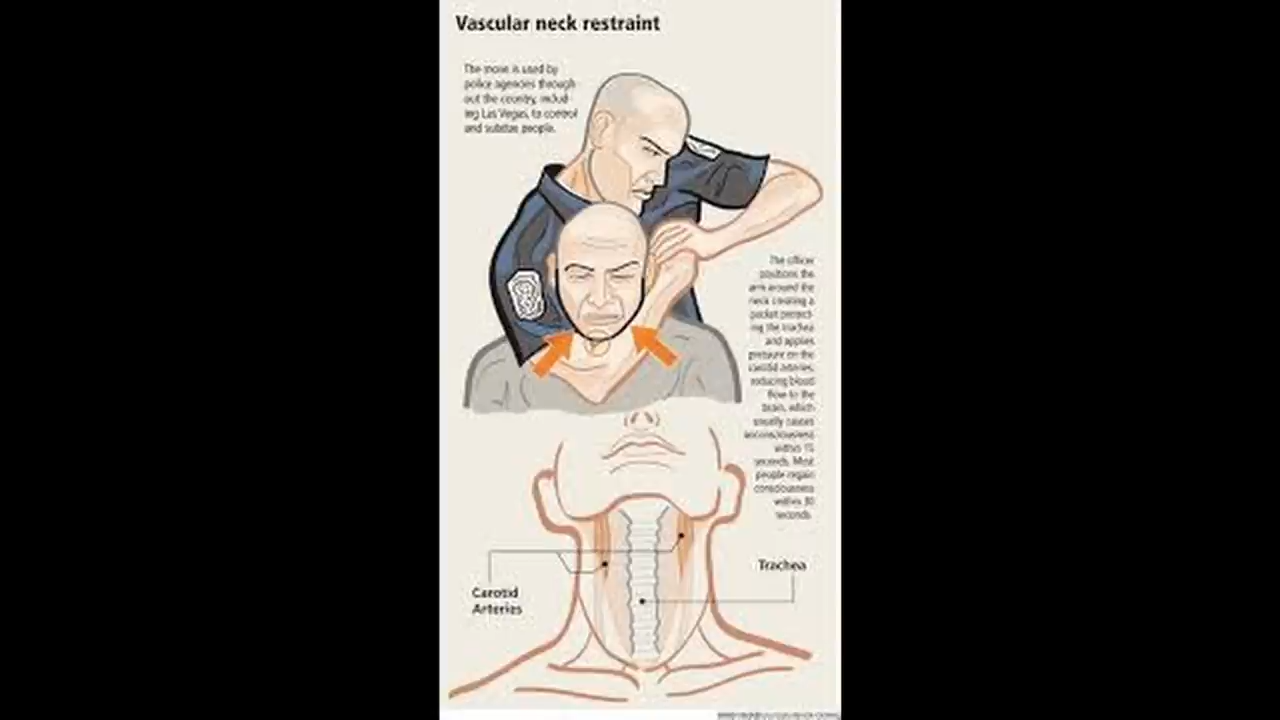 Vascular neck restraint
The move is used by
police agencies through
out the country, includ-
ing Las Vegas, to control
and subdue people.
The officer
positions the
arm around the
neck creating a
pocket protect-
ing the trachea
and applies
pressure on the
carotid arteries,
reducing blood
flow to the
brain, which
usually causes
unconsciousness
within 15
seconds. Most
people regain
consciousness
within 30
seconds.
Trachea
Carotid
Arteries